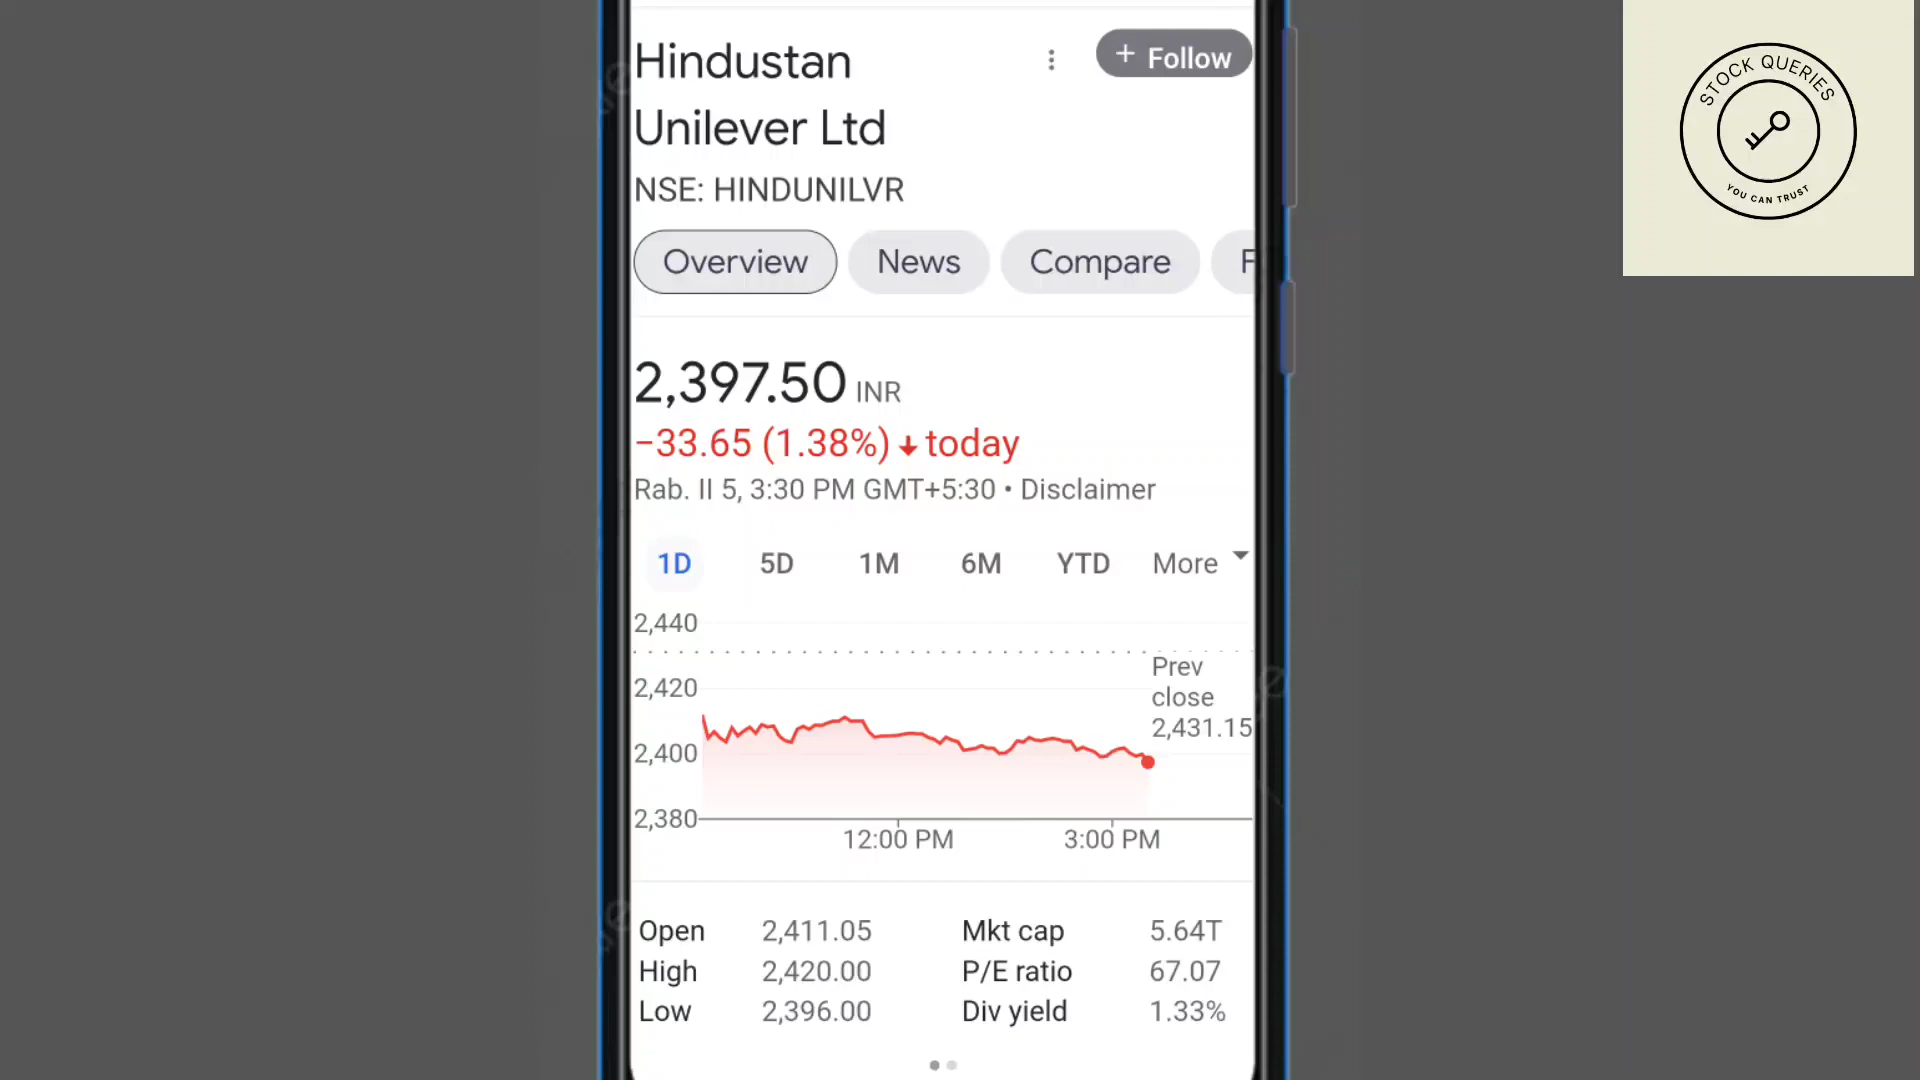 Hindustan
Unilever Ltd
+ Follow
NSE: HINDUNILVR
Overview News Compare F
2,397.50 INR
−33.65 (1.38%) ↓ today
Rab. II 5, 3:30 PM GMT+5:30 • Disclaimer
1D 5D 1M 6M YTD More
2,440
2,420
2,400
2,380
Prev
close
2,431.15
12:00 PM 3:00 PM
Open 2,411.05 Mkt cap 5.64T
High 2,420.00 P/E ratio 67.07
Low 2,396.00 Div yield 1.33%
STOCK QUERIES
YOU CAN TRUST